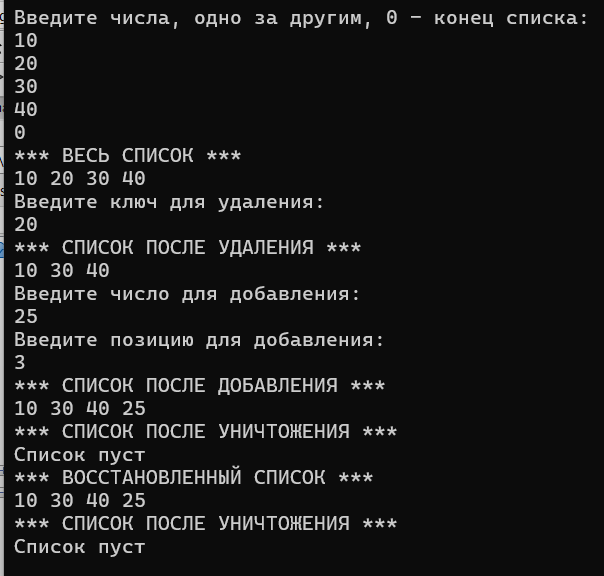 Введите числа, одно за другим, 0 - конец списка:
10
20
30
40
0
*** ВЕСЬ СПИСОК ***
10 20 30 40
Введите ключ для удаления:
20
*** СПИСОК ПОСЛЕ УДАЛЕНИЯ ***
10 30 40
Введите число для добавления:
25
Введите позицию для добавления:
3
*** СПИСОК ПОСЛЕ ДОБАВЛЕНИЯ ***
10 30 40 25
*** СПИСОК ПОСЛЕ УНИЧТОЖЕНИЯ ***
Список пуст
*** ВОССТАНОВЛЕННЫЙ СПИСОК ***
10 30 40 25
*** СПИСОК ПОСЛЕ УНИЧТОЖЕНИЯ ***
Список пуст